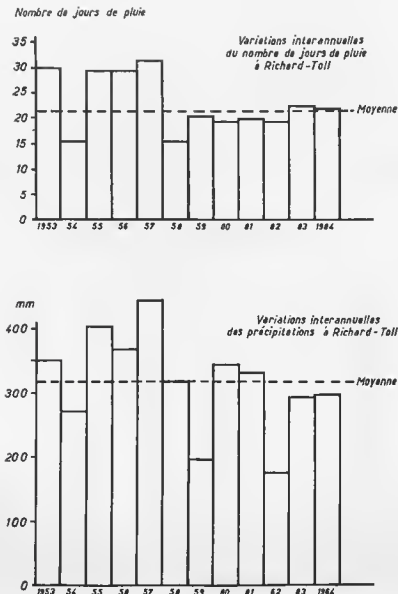 Nombre de jours de pluie
Variations interannuelles
du nombre de jours de pluie
à Richard-Toll
35
30
25
20
15
10
5
0
Moyenne
1953 54 55 56 57 58 59 60 61 62 63 1964
mm
Variations interannuelles
des précipitations à Richard-Toll
400
300
200
100
0
Moyenne
1953 54 55 56 57 58 59 60 61 62 63 1964